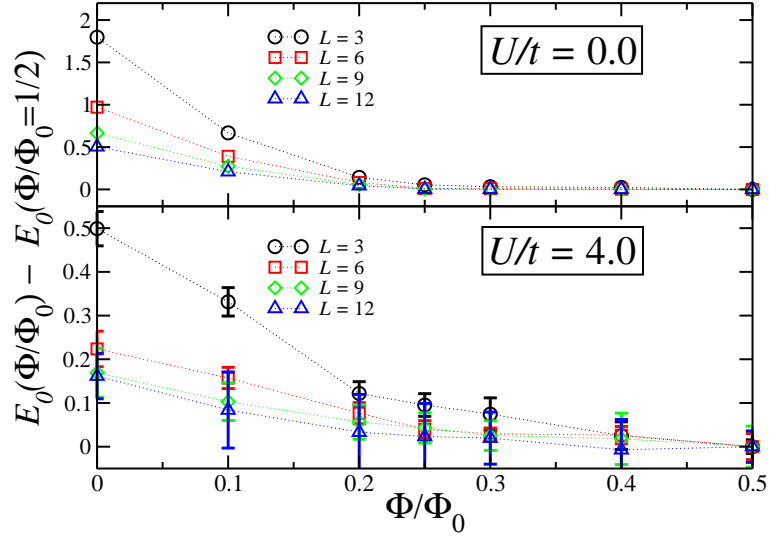 2
1.5
1
0.5
0
L = 3
L = 6
L = 9
L = 12
U/t = 0.0
E₀(Φ/Φ₀) − E₀(Φ/Φ₀=1/2)
0.5
0.4
0.3
0.2
0.1
0
L = 3
L = 6
L = 9
L = 12
U/t = 4.0
0 0.1 0.2 0.3 0.4 0.5
Φ/Φ₀